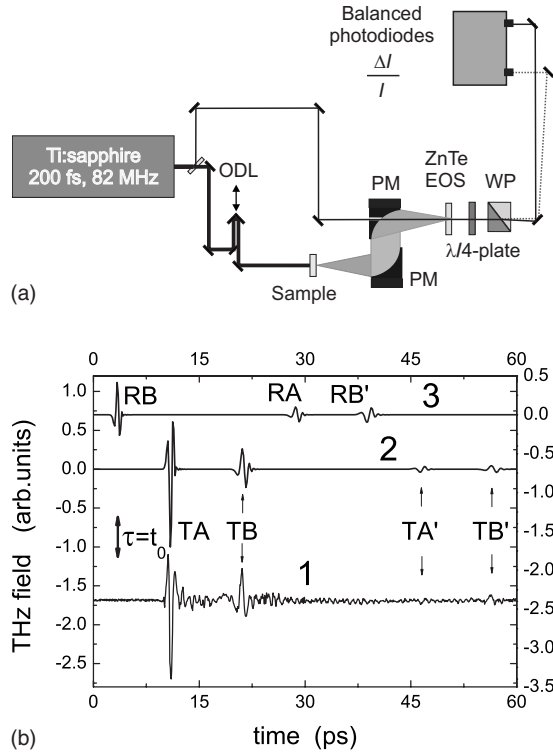 Balanced
photodiodes
ΔI
I
Ti:sapphire
200 fs, 82 MHz
ODL
ZnTe
EOS
WP
PM
λ/4-plate
Sample
PM
(a)
0 15 30 45 60
1.0
0.5
0.0
-0.5
-1.0
-1.5
-2.0
-2.5
0.5
0.0
-0.5
-1.0
-1.5
-2.0
-2.5
-3.0
-3.5
RB RA RB' 3
2
τ=t₀ TA TB TA' TB'
1
THz field (arb.units)
0 15 30 45 60
time (ps)
(b)